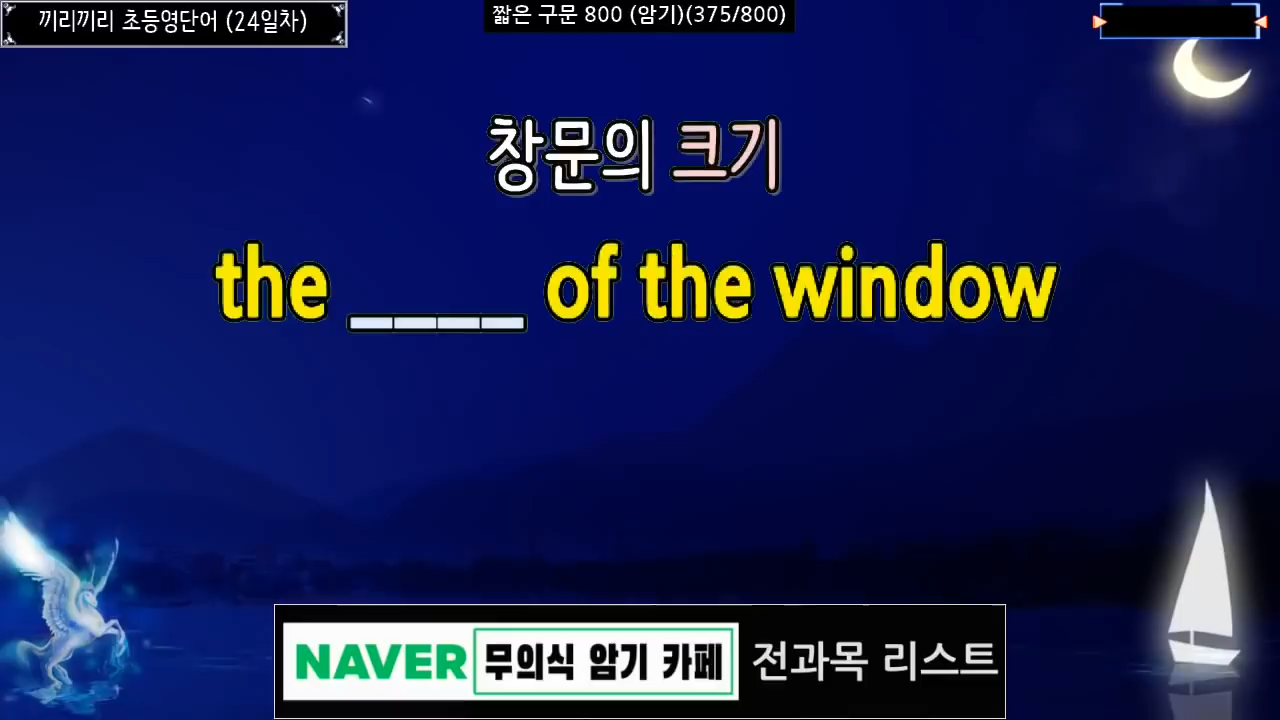 끼리끼리 초등영단어 (24일차)
짧은 구문 800 (암기)(375/800)
창문의 크기
the ____ of the window
NAVER 무의식 암기 카페 전과목 리스트